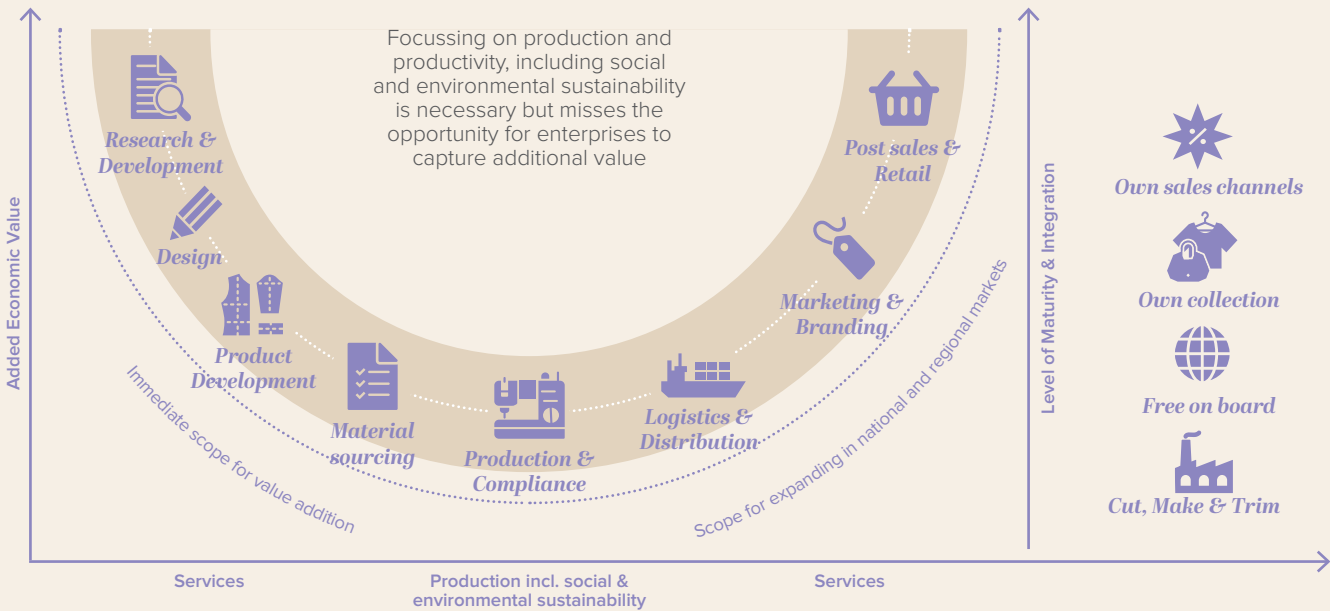 Focussing on production and
productivity, including social
and environmental sustainability
is necessary but misses the
opportunity for enterprises to
capture additional value
Added Economic Value
Research &
Development
Design
Product
Development
Material
sourcing
Production &
Compliance
Logistics &
Distribution
Marketing &
Branding
Post sales &
Retail
Immediate scope for value addition
Scope for expanding in national and regional markets
Services
Production incl. social &
environmental sustainability
Services
Level of Maturity & Integration
%
Own sales channels
Own collection
Free on board
Cut, Make & Trim